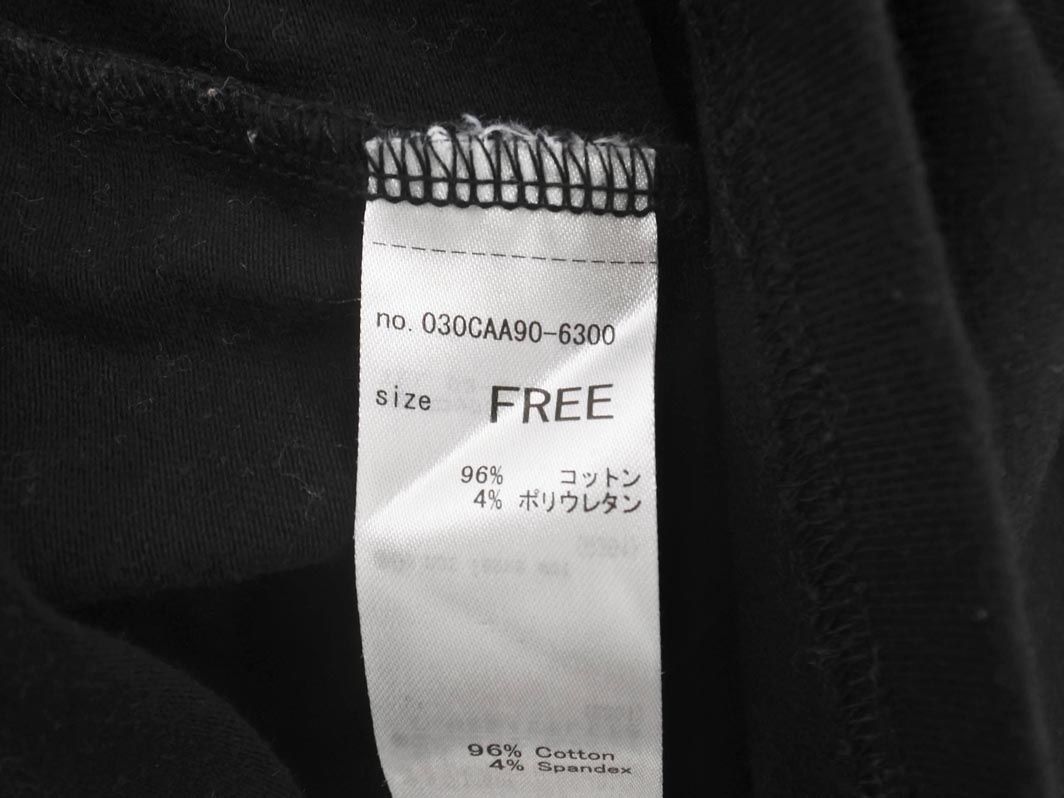 no. 030CAA90-6300
size FREE
96% コットン
4% ポリウレタン
96% Cotton
4% Spandex